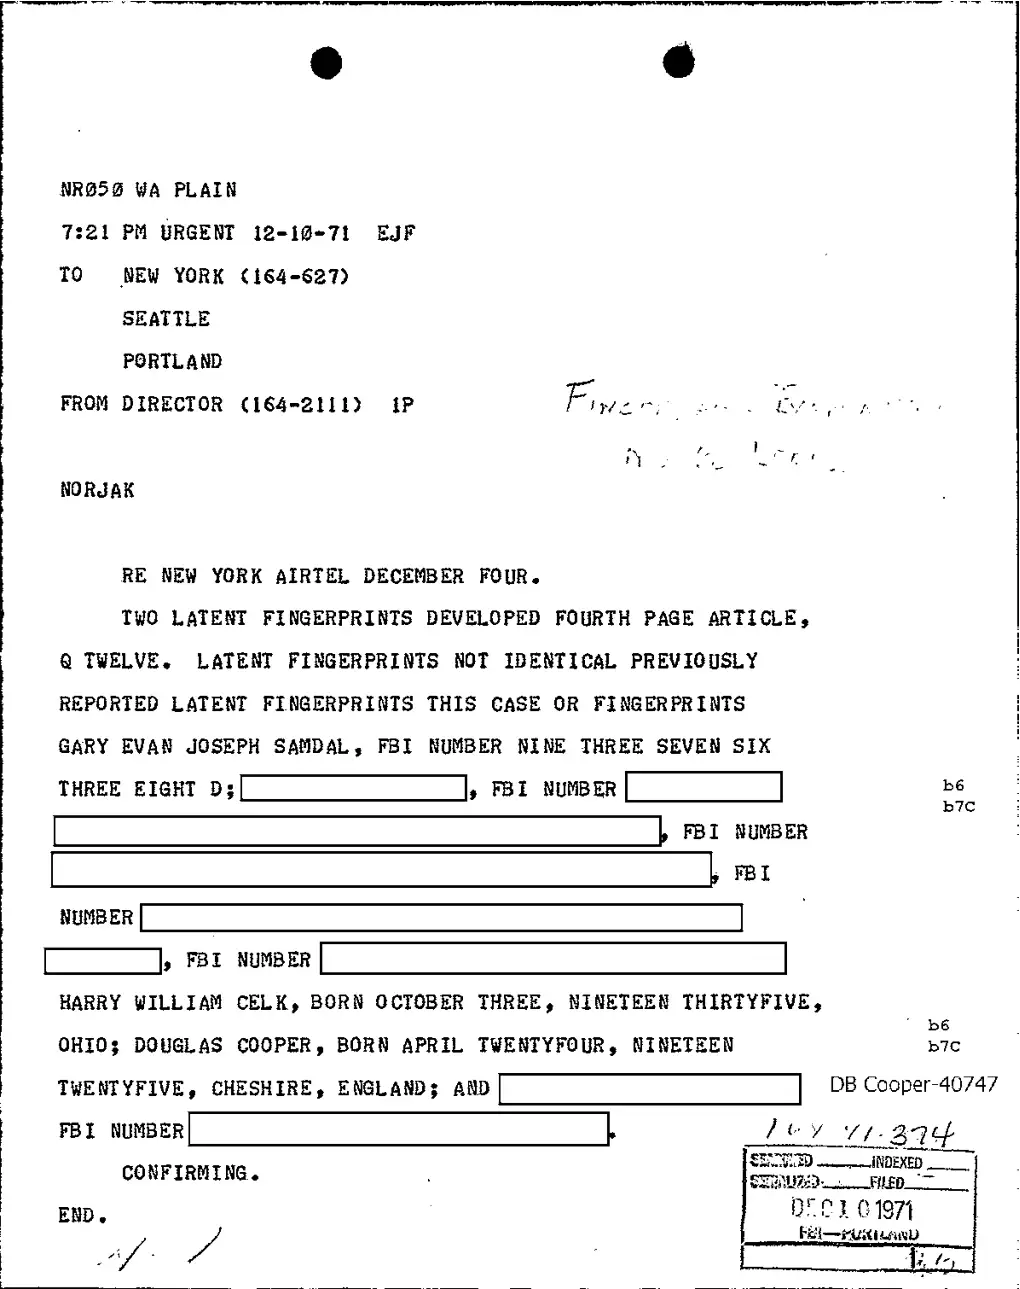 NR050 WA PLAIN
7:21 PM URGENT 12-10-71 EJF
TO NEW YORK (164-627)
SEATTLE
PORTLAND
FROM DIRECTOR (164-2111) 1P
NORJAK
RE NEW YORK AIRTEL DECEMBER FOUR.
TWO LATENT FINGERPRINTS DEVELOPED FOURTH PAGE ARTICLE,
Q TWELVE. LATENT FINGERPRINTS NOT IDENTICAL PREVIOUSLY
REPORTED LATENT FINGERPRINTS THIS CASE OR FINGERPRINTS
GARY EVAN JOSEPH SAMDAL, FBI NUMBER NINE THREE SEVEN SIX
THREE EIGHT D; , FBI NUMBER
b6
b7C
, FBI NUMBER
, FBI
NUMBER
, FBI NUMBER
HARRY WILLIAM CELK, BORN OCTOBER THREE, NINETEEN THIRTYFIVE,
b6
OHIO; DOUGLAS COOPER, BORN APRIL TWENTYFOUR, NINETEEN
b7C
TWENTYFIVE, CHESHIRE, ENGLAND; AND
DB Cooper-40747
FBI NUMBER .
CONFIRMING.
END.
INDEXED
FILED
DEC 10 1971
FBI—PORTLAND